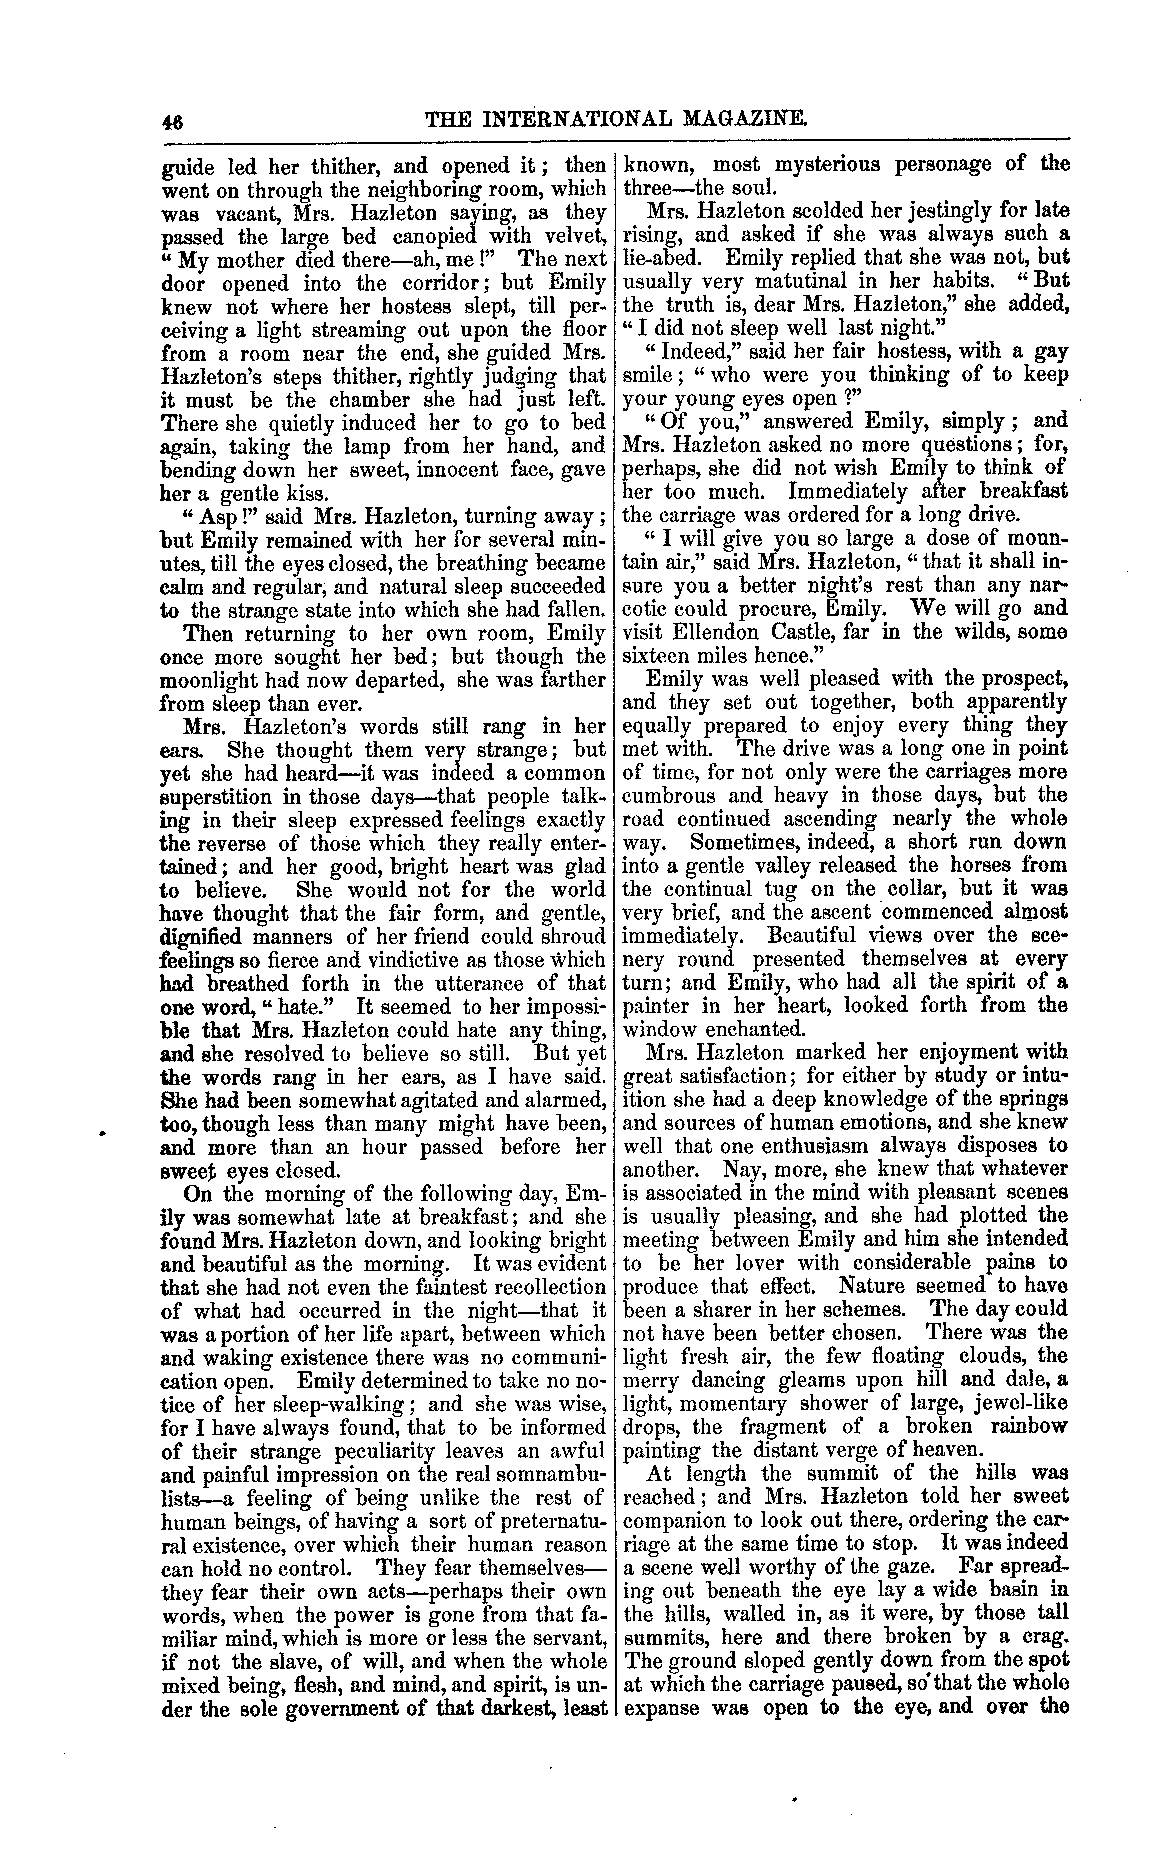 46
THE INTERNATIONAL MAGAZINE.
guide led her thither, and opened it; then
went on through the neighboring room, which
was vacant, Mrs. Hazleton saying, as they
passed the large bed canopied with velvet,
"My mother died there—ah, me!" The next
door opened into the corridor; but Emily
knew not where her hostess slept, till per-
ceiving a light streaming out upon the floor
from a room near the end, she guided Mrs.
Hazleton's steps thither, rightly judging that
it must be the chamber she had just left.
There she quietly induced her to go to bed
again, taking the lamp from her hand, and
bending down her sweet, innocent face, gave
her a gentle kiss.
"Asp!" said Mrs. Hazleton, turning away;
but Emily remained with her for several min-
utes, till the eyes closed, the breathing became
calm and regular, and natural sleep succeeded
to the strange state into which she had fallen.
Then returning to her own room, Emily
once more sought her bed; but though the
moonlight had now departed, she was farther
from sleep than ever.
Mrs. Hazleton's words still rang in her
ears. She thought them very strange; but
yet she had heard—it was indeed a common
superstition in those days—that people talk-
ing in their sleep expressed feelings exactly
the reverse of those which they really enter-
tained; and her good, bright heart was glad
to believe. She would not for the world
have thought that the fair form, and gentle,
dignified manners of her friend could shroud
feelings so fierce and vindictive as those which
had breathed forth in the utterance of that
one word, "hate." It seemed to her impossi-
ble that Mrs. Hazleton could hate any thing,
and she resolved to believe so still. But yet
the words rang in her ears, as I have said.
She had been somewhat agitated and alarmed,
too, though less than many might have been,
and more than an hour passed before her
sweet eyes closed.
On the morning of the following day, Em-
ily was somewhat late at breakfast; and she
found Mrs. Hazleton down, and looking bright
and beautiful as the morning. It was evident
that she had not even the faintest recollection
of what had occurred in the night—that it
was a portion of her life apart, between which
and waking existence there was no communi-
cation open. Emily determined to take no no-
tice of her sleep-walking; and she was wise,
for I have always found, that to be informed
of their strange peculiarity leaves an awful
and painful impression on the real somnambu-
lists—a feeling of being unlike the rest of
human beings, of having a sort of preternatu-
ral existence, over which their human reason
can hold no control. They fear themselves—
they fear their own acts—perhaps their own
words, when the power is gone from that fa-
miliar mind, which is more or less the servant,
if not the slave, of will, and when the whole
mixed being, flesh, and mind, and spirit, is un-
der the sole government of that darkest, least
known, most mysterious personage of the
three—the soul.
Mrs. Hazleton scolded her jestingly for late
rising, and asked if she was always such a
lie-abed. Emily replied that she was not, but
usually very matutinal in her habits. "But
the truth is, dear Mrs. Hazleton," she added,
"I did not sleep well last night."
"Indeed," said her fair hostess, with a gay
smile; "who were you thinking of to keep
your young eyes open?"
"Of you," answered Emily, simply; and
Mrs. Hazleton asked no more questions; for,
perhaps, she did not wish Emily to think of
her too much. Immediately after breakfast
the carriage was ordered for a long drive.
"I will give you so large a dose of moun-
tain air," said Mrs. Hazleton, "that it shall in-
sure you a better night's rest than any nar-
cotic could procure, Emily. We will go and
visit Ellendon Castle, far in the wilds, some
sixteen miles hence."
Emily was well pleased with the prospect,
and they set out together, both apparently
equally prepared to enjoy every thing they
met with. The drive was a long one in point
of time, for not only were the carriages more
cumbrous and heavy in those days, but the
road continued ascending nearly the whole
way. Sometimes, indeed, a short run down
into a gentle valley released the horses from
the continual tug on the collar, but it was
very brief, and the ascent commenced almost
immediately. Beautiful views over the sce-
nery round presented themselves at every
turn; and Emily, who had all the spirit of a
painter in her heart, looked forth from the
window enchanted.
Mrs. Hazleton marked her enjoyment with
great satisfaction; for either by study or intu-
ition she had a deep knowledge of the springs
and sources of human emotions, and she knew
well that one enthusiasm always disposes to
another. Nay, more, she knew that whatever
is associated in the mind with pleasant scenes
is usually pleasing, and she had plotted the
meeting between Emily and him she intended
to be her lover with considerable pains to
produce that effect. Nature seemed to have
been a sharer in her schemes. The day could
not have been better chosen. There was the
light fresh air, the few floating clouds, the
merry dancing gleams upon hill and dale, a
light, momentary shower of large, jewel-like
drops, the fragment of a broken rainbow
painting the distant verge of heaven.
At length the summit of the hills was
reached; and Mrs. Hazleton told her sweet
companion to look out there, ordering the car-
riage at the same time to stop. It was indeed
a scene well worthy of the gaze. Far spread-
ing out beneath the eye lay a wide basin in
the hills, walled in, as it were, by those tall
summits, here and there broken by a crag.
The ground sloped gently down from the spot
at which the carriage paused, so that the whole
expanse was open to the eye, and over the